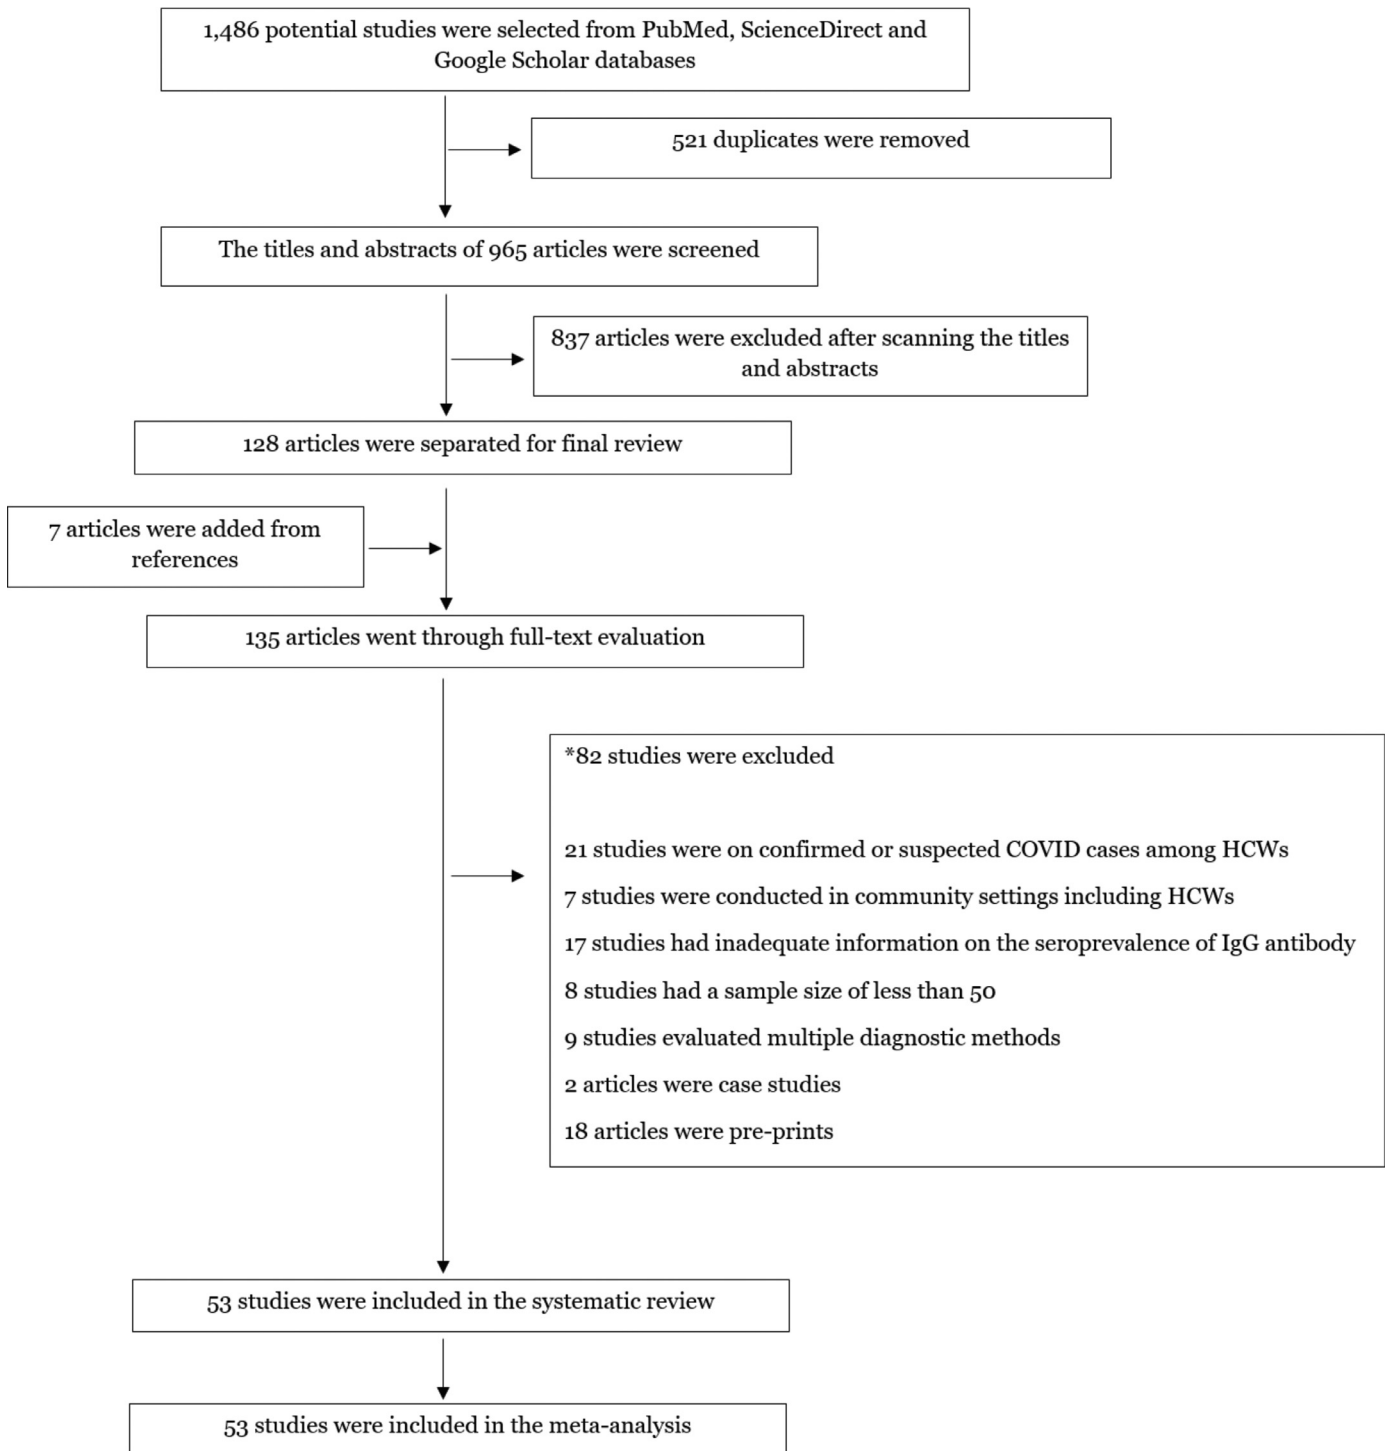 1,486 potential studies were selected from PubMed, ScienceDirect and
Google Scholar databases
521 duplicates were removed
The titles and abstracts of 965 articles were screened
837 articles were excluded after scanning the titles
and abstracts
128 articles were separated for final review
7 articles were added from
references
135 articles went through full-text evaluation
*82 studies were excluded
21 studies were on confirmed or suspected COVID cases among HCWs
7 studies were conducted in community settings including HCWs
17 studies had inadequate information on the seroprevalence of IgG antibody
8 studies had a sample size of less than 50
9 studies evaluated multiple diagnostic methods
2 articles were case studies
18 articles were pre-prints
53 studies were included in the systematic review
53 studies were included in the meta-analysis